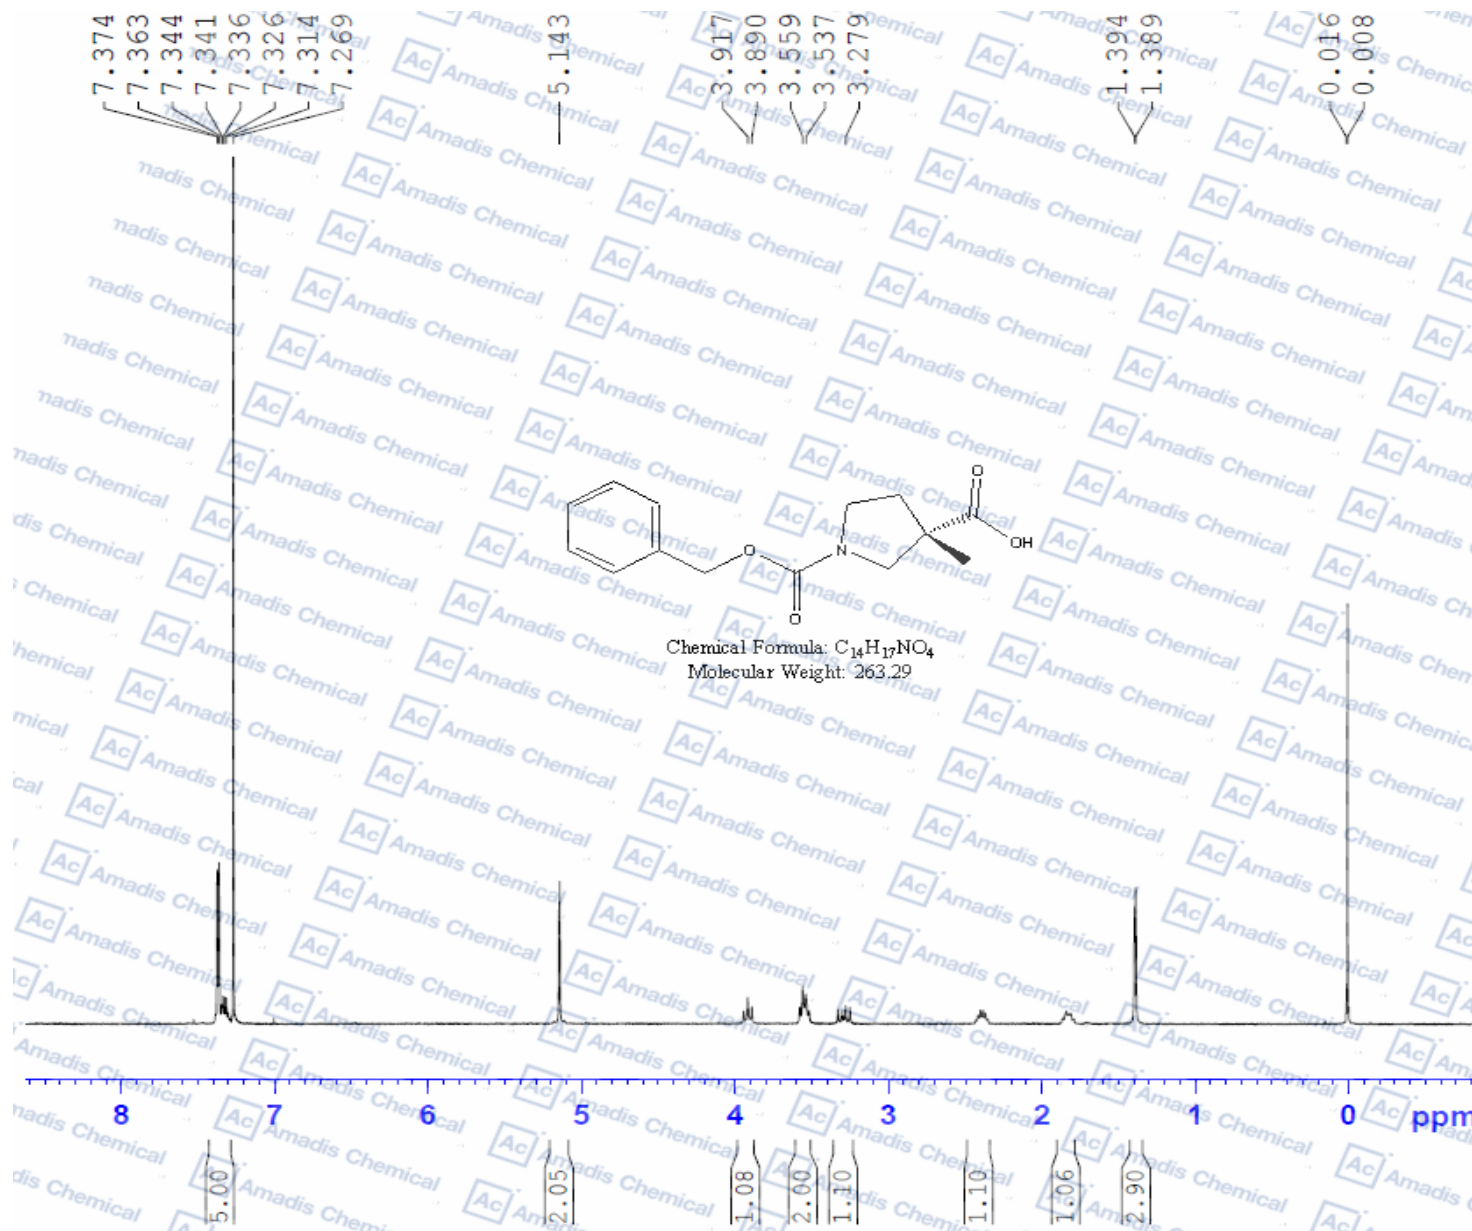 7.374
7.363
7.344
7.341
7.336
7.326
7.314
7.269
5.143
3.917
3.890
3.559
3.537
3.279
1.394
1.389
0.016
0.008
Ac Amadis Chemical
O
OH
O
N
O
Chemical Formula: C₁₄H₁₇NO₄
Molecular Weight: 263.29
8 7 6 5 4 3 2 1 0 ppm
5.00
2.05
1.08
2.00
1.10
1.10
1.06
2.90